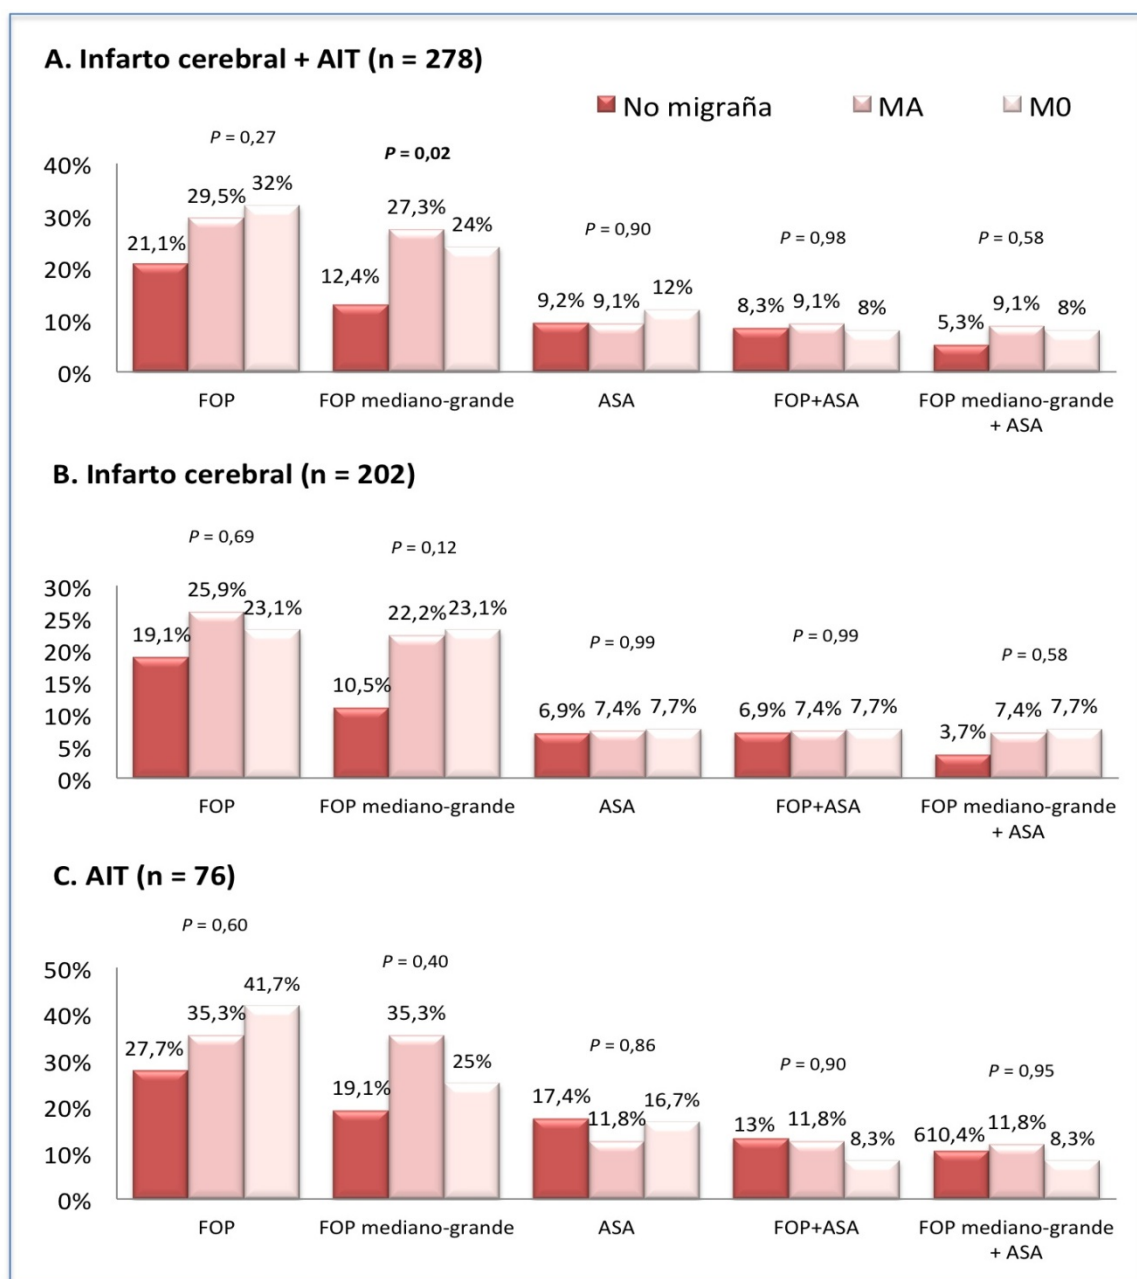 A. Infarto cerebral + AIT (n = 278)
No migraña MA M0
P = 0,27 P = 0,02 P = 0,90 P = 0,98 P = 0,58
40%
30%
20%
10%
0%
21,1% 29,5% 32% 12,4% 27,3% 24% 9,2% 9,1% 12% 8,3% 9,1% 8% 5,3% 9,1% 8%
FOP FOP mediano-grande ASA FOP+ASA FOP mediano-grande
+ ASA
B. Infarto cerebral (n = 202)
P = 0,69 P = 0,12 P = 0,99 P = 0,99 P = 0,58
30%
25%
20%
15%
10%
5%
0%
19,1% 25,9% 23,1% 10,5% 22,2% 23,1% 6,9% 7,4% 7,7% 6,9% 7,4% 7,7% 3,7% 7,4% 7,7%
FOP FOP mediano-grande ASA FOP+ASA FOP mediano-grande
+ ASA
C. AIT (n = 76)
P = 0,60 P = 0,40 P = 0,86 P = 0,90 P = 0,95
50%
40%
30%
20%
10%
0%
27,7% 35,3% 41,7% 19,1% 35,3% 25% 17,4% 11,8% 16,7% 13% 11,8% 8,3% 610,4% 11,8% 8,3%
FOP FOP mediano-grande ASA FOP+ASA FOP mediano-grande
+ ASA